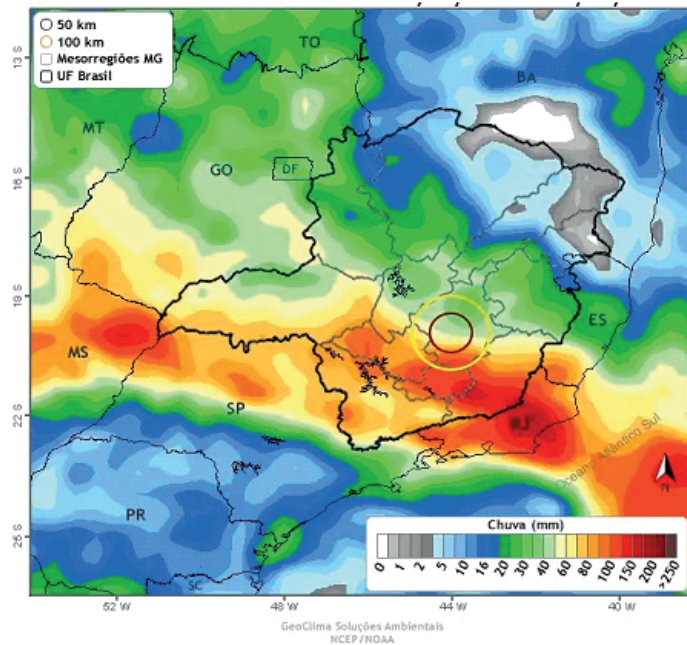 50 km
100 km
Mesorregiões MG
UF Brasil
TO
BA
MT
GO
DF
MS
ES
SP
RJ
PR
SC
Oceano Atlântico Sul
N
13 S
16 S
19 S
22 S
25 S
52 W
48 W
44 W
40 W
Chuva (mm)
0 1 2 5 10 16 20 30 40 60 80 100 150 200 >250
GeoClima Soluções Ambientais
NCEP/NOAA